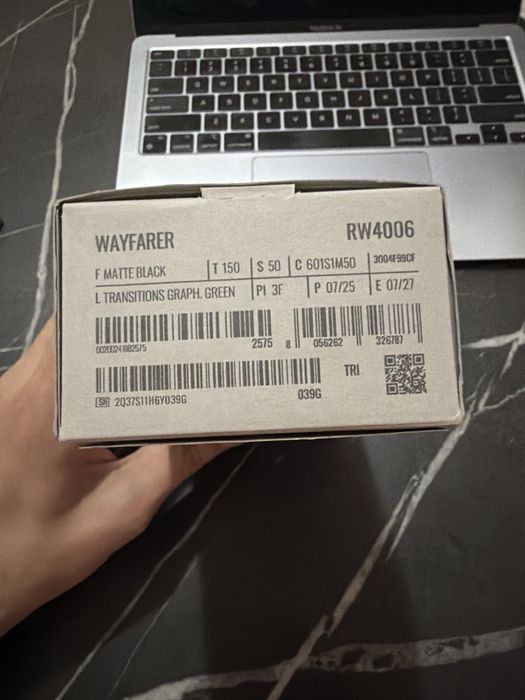 WAYFARER RW4006
F MATTE BLACK T 150 S 50 C 601S1M50 3004F99CF
L TRANSITIONS GRAPH. GREEN PI 3F P 07/25 E 07/27
2575 8 056262 326787
TRI
SN 2Q37S11H6Y039G 039G